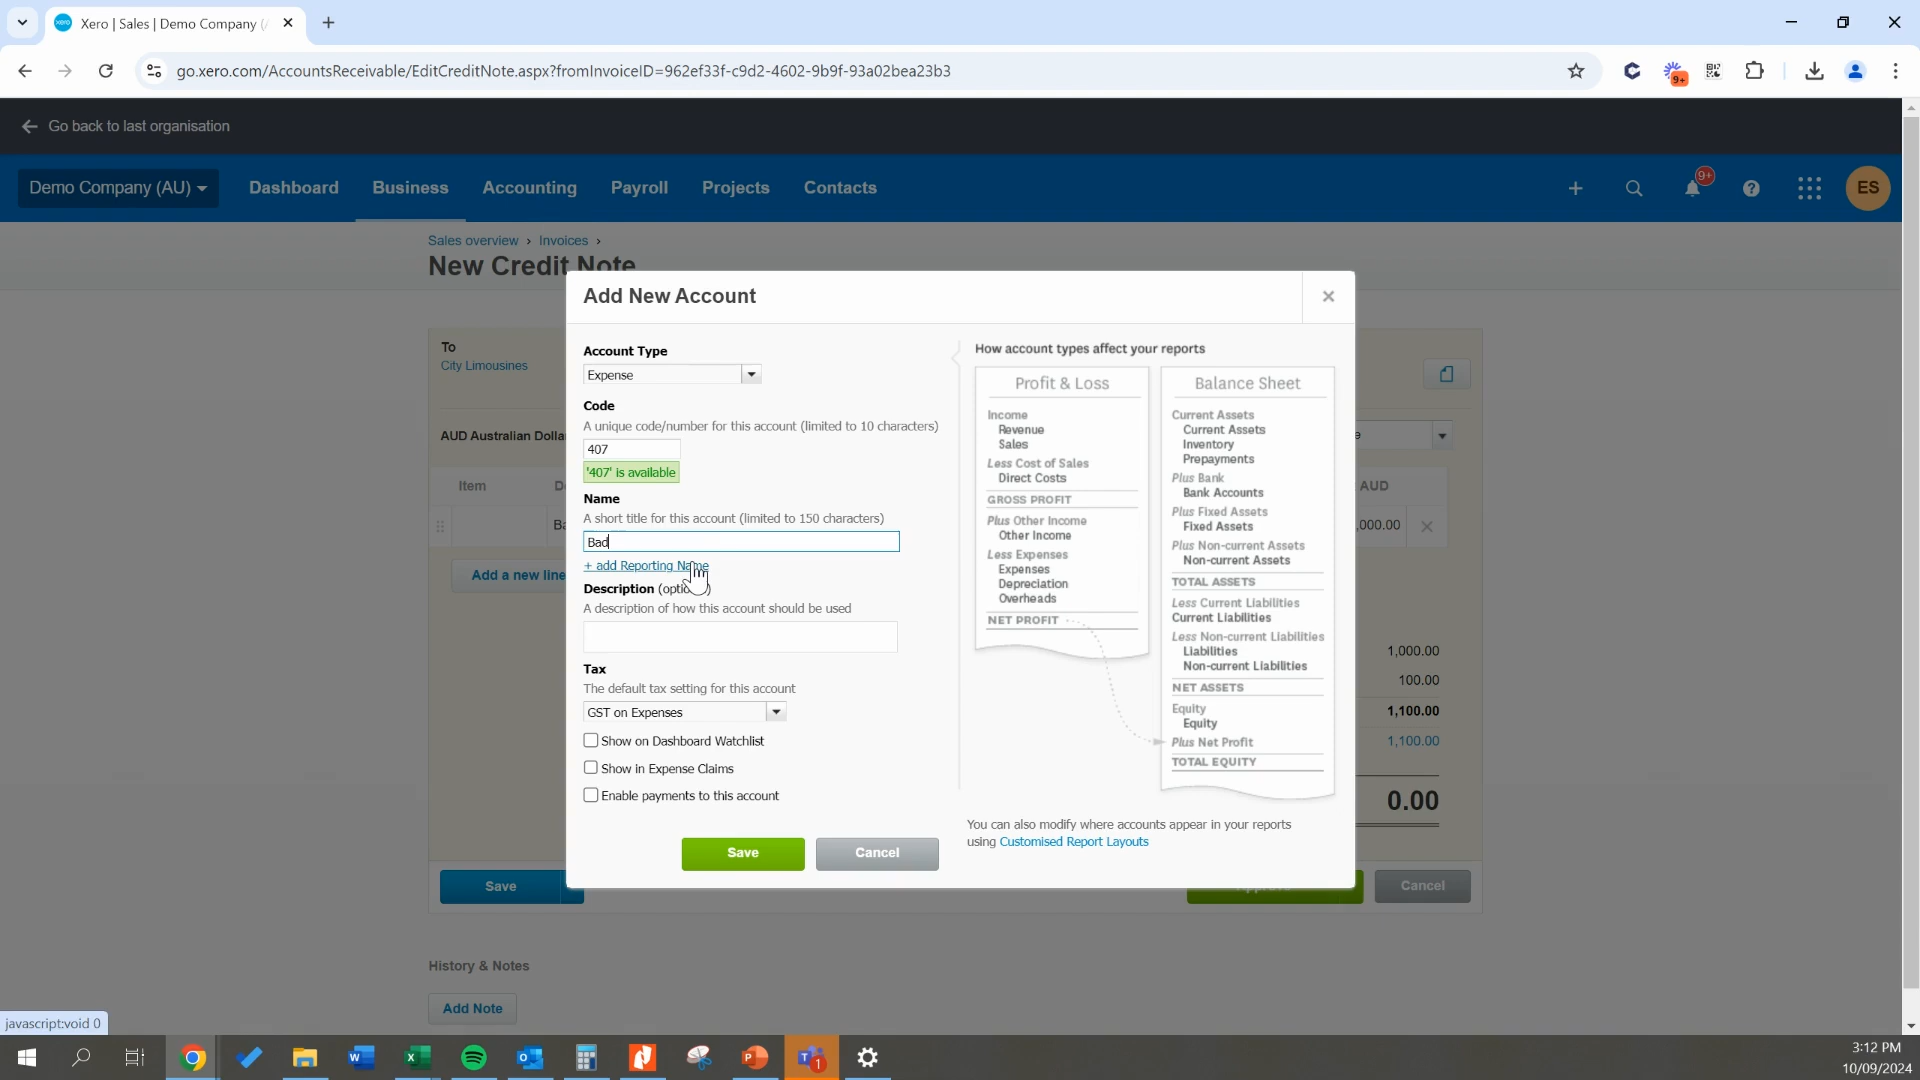 Xero | Sales | Demo Company (A
go.xero.com/AccountsReceivable/EditCreditNote.aspx?fromInvoiceID=962ef33f-c9d2-4602-9b9f-93a02bea23b3
9+
Go back to last organisation
Demo Company (AU)
Dashboard
Business
Accounting
Payroll
Projects
Contacts
9+
ES
Sales overview › Invoices ›
New Credit Note
Add New Account
To
City Limousines
AUD Australian Dolla
Item
Add a new line
AUD
,000.00
1,000.00
100.00
1,100.00
1,100.00
0.00
Account Type
Expense
Code
A unique code/number for this account (limited to 10 characters)
407
'407' is available
Name
A short title for this account (limited to 150 characters)
Bad
+ add Reporting Name
Description (optional)
A description of how this account should be used
Tax
The default tax setting for this account
GST on Expenses
Show on Dashboard Watchlist
Show in Expense Claims
Enable payments to this account
Save
Cancel
How account types affect your reports
Profit & Loss
Income
Revenue
Sales
Less Cost of Sales
Direct Costs
GROSS PROFIT
Plus Other Income
Other Income
Less Expenses
Expenses
Depreciation
Overheads
NET PROFIT
Balance Sheet
Current Assets
Current Assets
Inventory
Prepayments
Plus Bank
Bank Accounts
Plus Fixed Assets
Fixed Assets
Plus Non-current Assets
Non-current Assets
TOTAL ASSETS
Less Current Liabilities
Current Liabilities
Less Non-current Liabilities
Liabilities
Non-current Liabilities
NET ASSETS
Equity
Equity
Plus Net Profit
TOTAL EQUITY
You can also modify where accounts appear in your reports
using Customised Report Layouts
Save
Approve
Cancel
History & Notes
Add Note
javascript:void 0
3:12 PM
10/09/2024